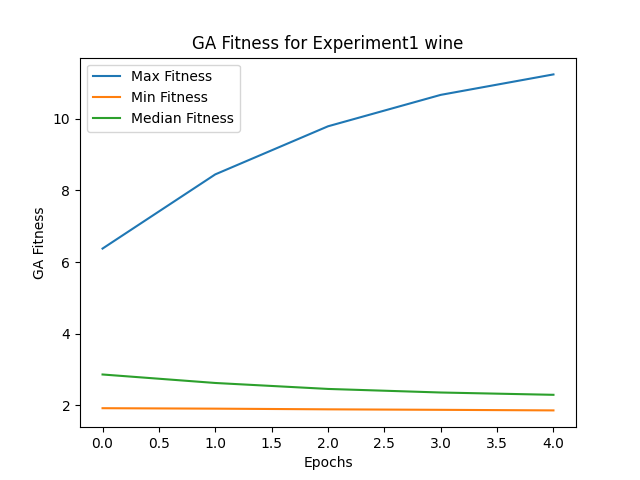 GA Fitness for Experiment1 wine
Max Fitness
Min Fitness
Median Fitness
GA Fitness
10
8
6
4
2
0.0 0.5 1.0 1.5 2.0 2.5 3.0 3.5 4.0
Epochs